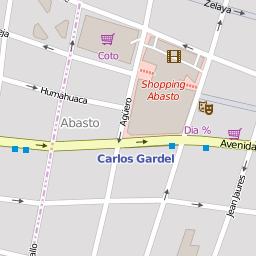 Zelaya
Coto
Shopping
Abasto
Humahuaca
Agüero
Abasto
Dia %
Avenida
Carlos Gardel
Jean Jaures